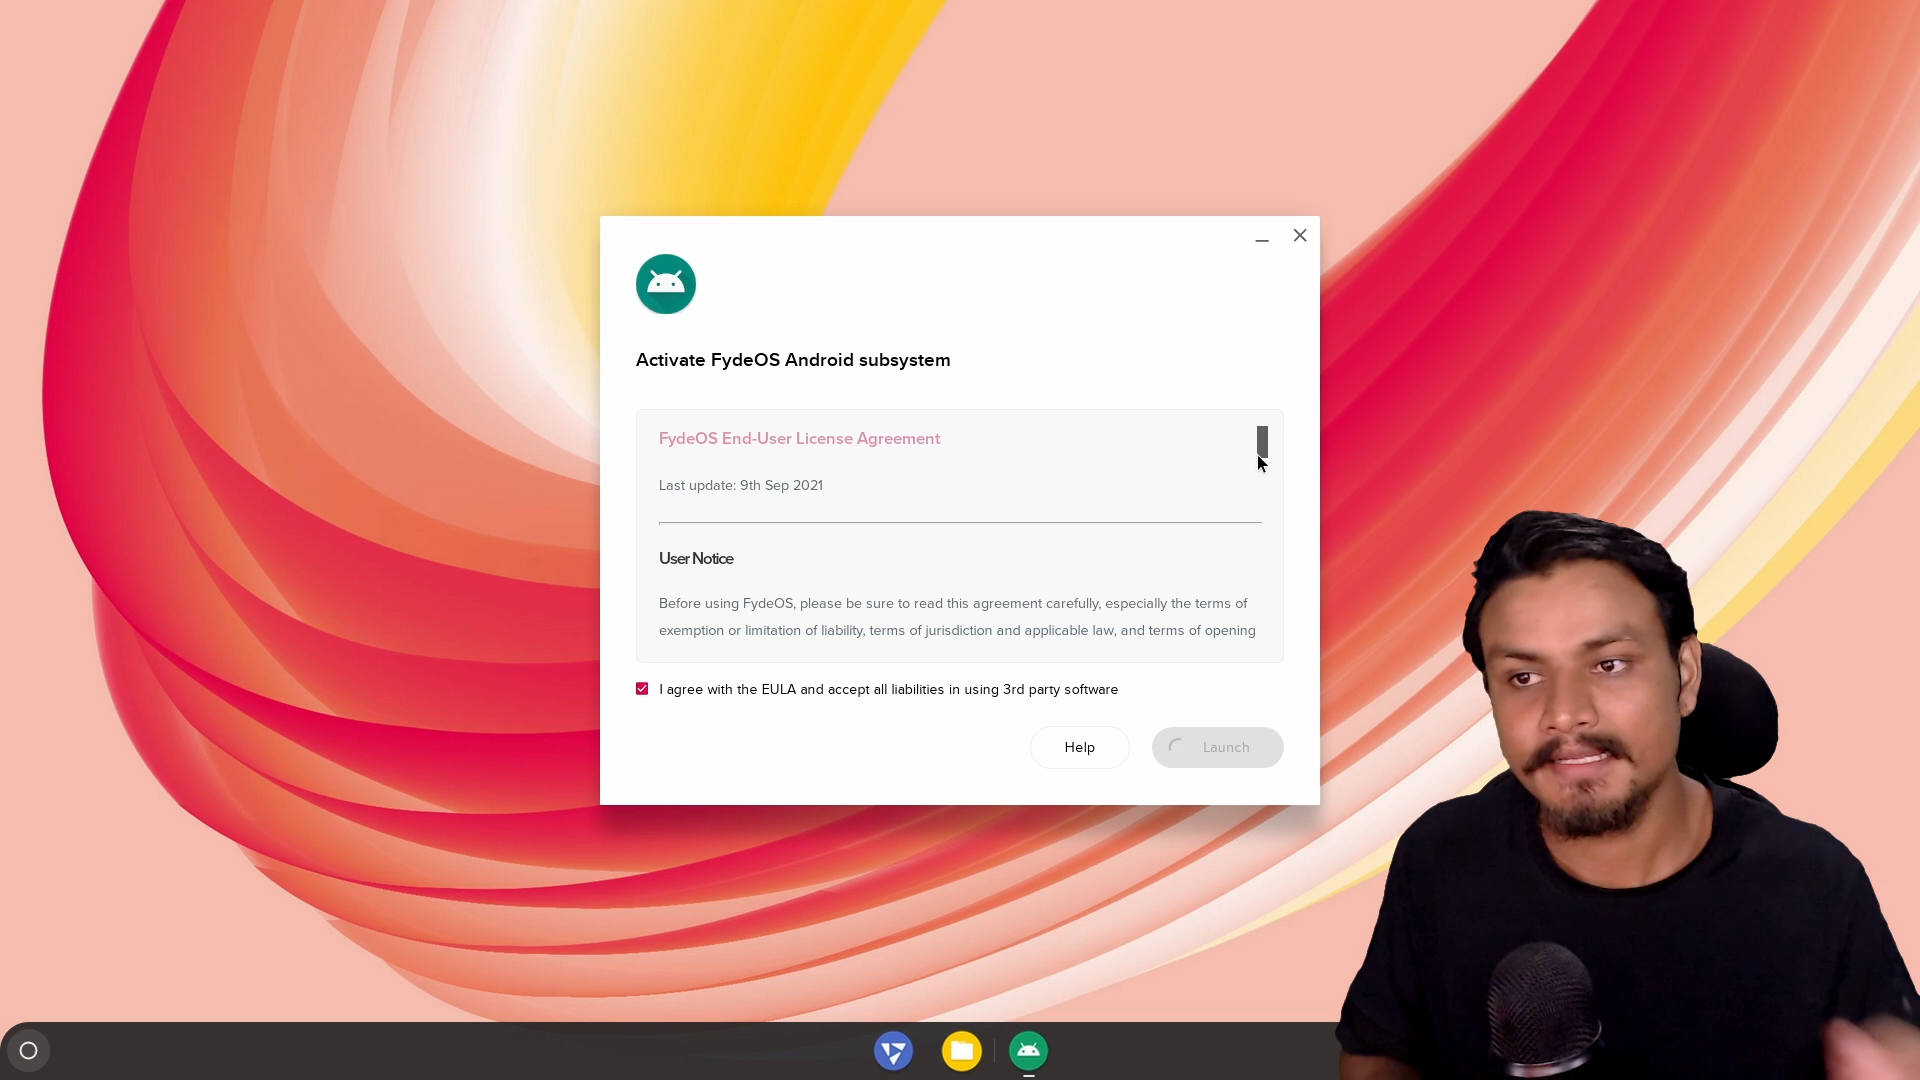 Activate FydeOS Android subsystem
FydeOS End-User License Agreement
Last update: 9th Sep 2021
User Notice
Before using FydeOS, please be sure to read this agreement carefully, especially the terms of
exemption or limitation of liability, terms of jurisdiction and applicable law, and terms of opening
I agree with the EULA and accept all liabilities in using 3rd party software
Help
Launch